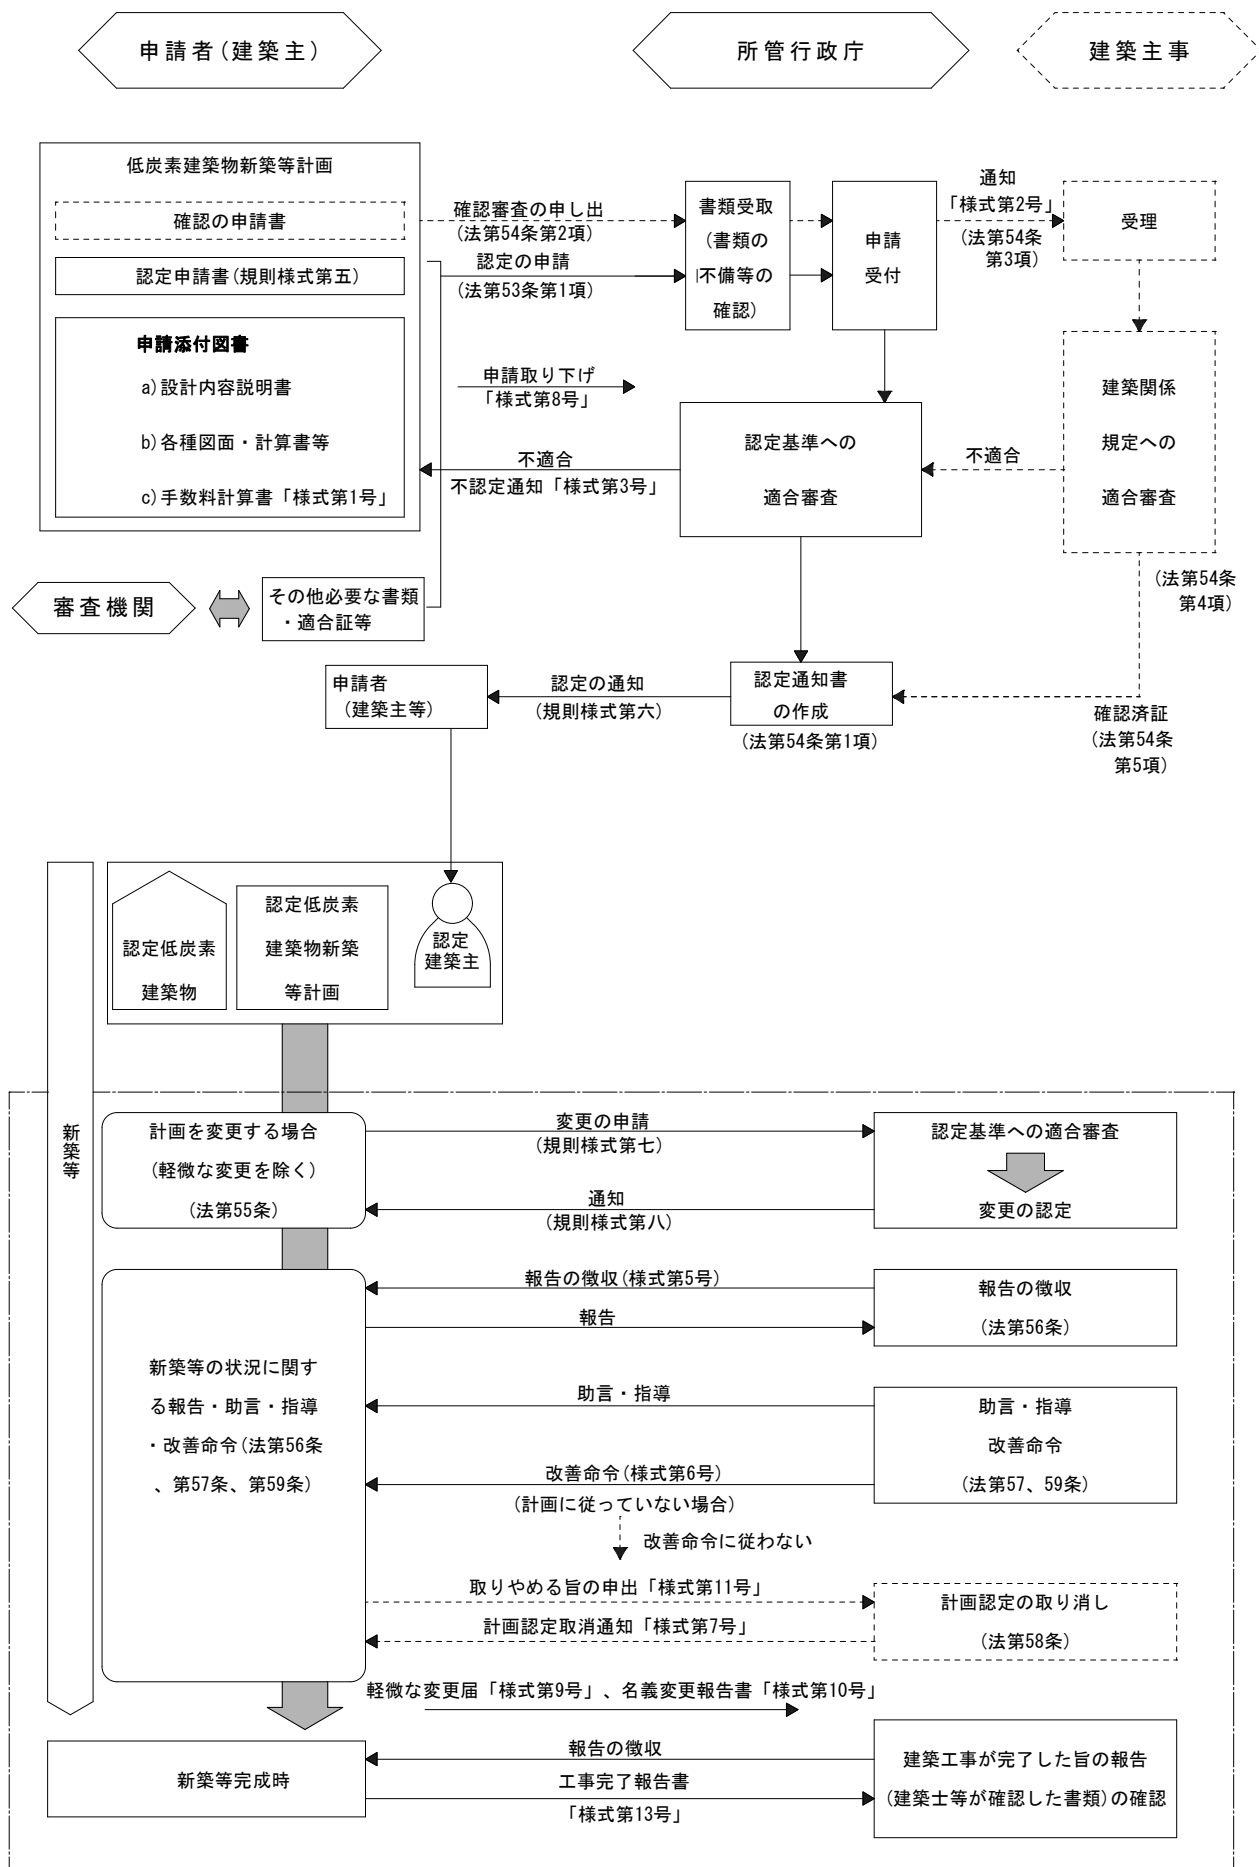 申請者(建築主)
所管行政庁
建築主事
低炭素建築物新築等計画
確認の申請書
認定申請書(規則様式第五)
申請添付図書
a)設計内容説明書
b)各種図面・計算書等
c)手数料計算書「様式第1号」
確認審査の申し出
(法第54条第2項)
認定の申請
(法第53条第1項)
書類受取
(書類の
不備等の
確認)
申請
受付
通知
「様式第2号」
(法第54条
第3項)
受理
申請取り下げ
「様式第8号」
不適合
不認定通知「様式第3号」
認定基準への
適合審査
不適合
建築関係
規定への
適合審査
(法第54条
第4項)
審査機関
その他必要な書類
・適合証等
申請者
(建築主等)
認定の通知
(規則様式第六)
認定通知書
の作成
(法第54条第1項)
確認済証
(法第54条
第5項)
認定低炭素
建築物
認定低炭素
建築物新築
等計画
認定
建築主
新築等
計画を変更する場合
(軽微な変更を除く)
(法第55条)
変更の申請
(規則様式第七)
通知
(規則様式第八)
認定基準への適合審査
変更の認定
新築等の状況に関す
る報告・助言・指導
・改善命令(法第56条
、第57条、第59条)
報告の徴収(様式第5号)
報告
報告の徴収
(法第56条)
助言・指導
改善命令(様式第6号)
(計画に従っていない場合)
助言・指導
改善命令
(法第57、59条)
改善命令に従わない
取りやめる旨の申出「様式第11号」
計画認定取消通知「様式第7号」
計画認定の取り消し
(法第58条)
軽微な変更届「様式第9号」、名義変更報告書「様式第10号」
新築等完成時
報告の徴収
工事完了報告書
「様式第13号」
建築工事が完了した旨の報告
(建築士等が確認した書類)の確認